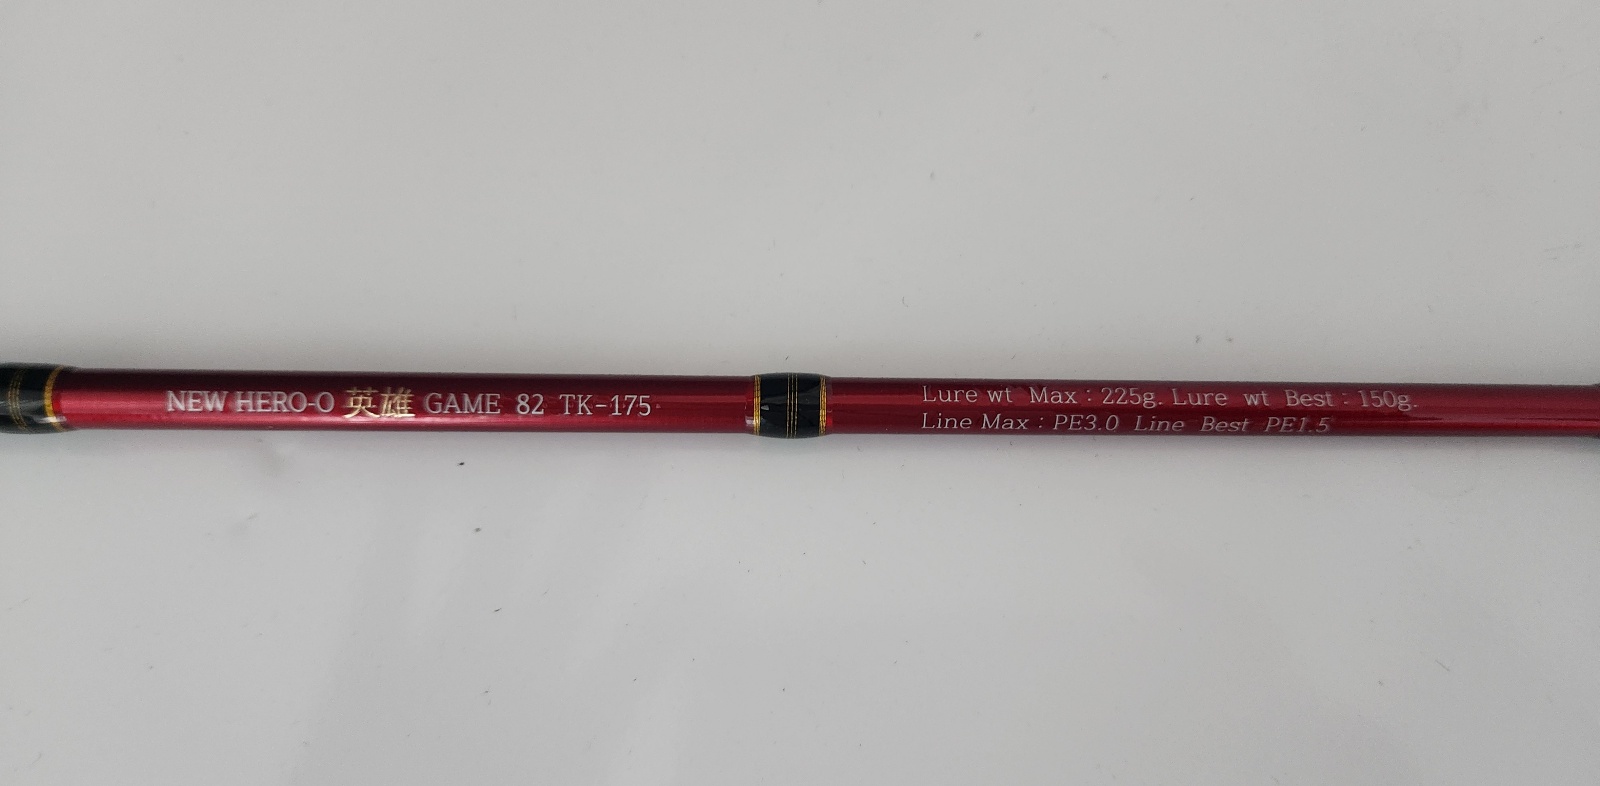 NEW HERO-O 英雄 GAME 82 TK-175
Lure wt Max : 225g. Lure wt Best : 150g.
Line Max : PE3.0 Line Best PE1.5